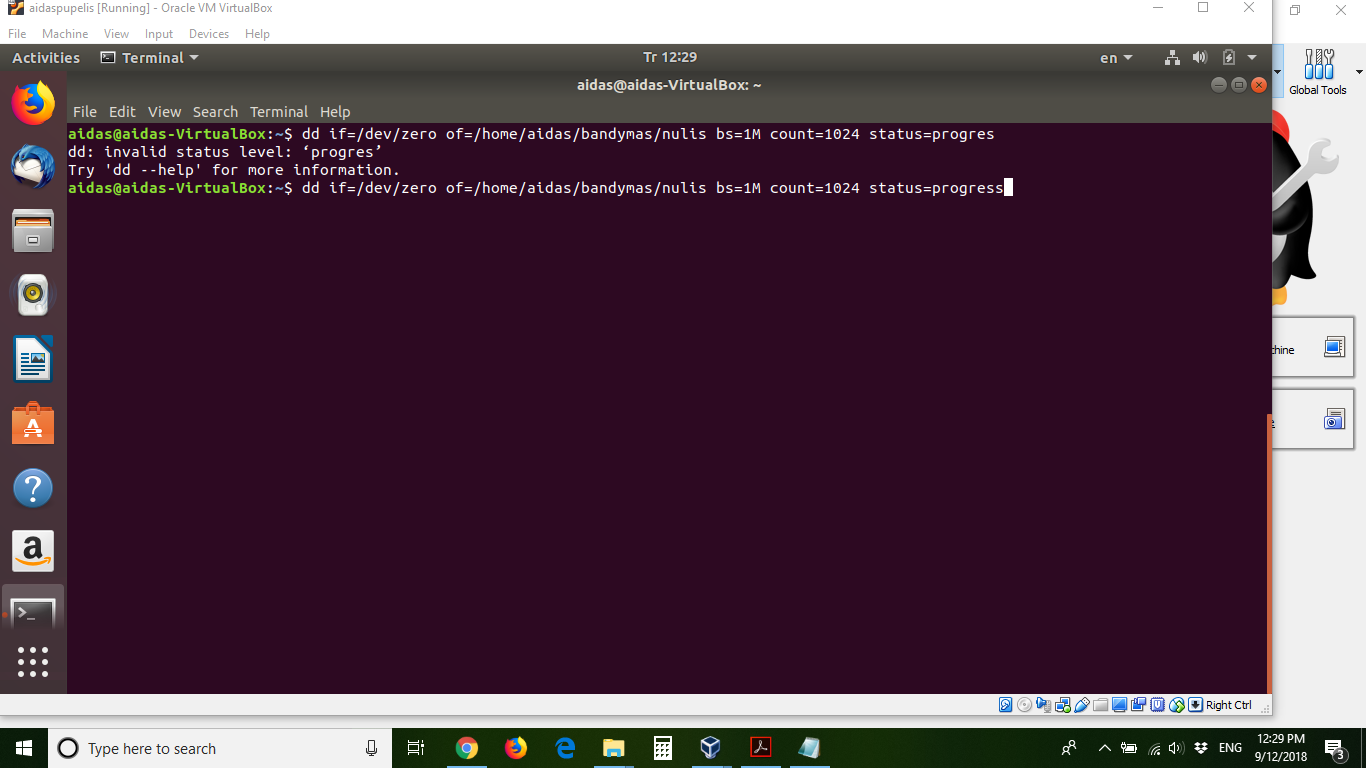 aidaspupelis [Running] - Oracle VM VirtualBox
File Machine View Input Devices Help
Activities Terminal Tr 12:29 en
aidas@aidas-VirtualBox: ~
Global Tools
File Edit View Search Terminal Help
aidas@aidas-VirtualBox:~$ dd if=/dev/zero of=/home/aidas/bandymas/nulis bs=1M count=1024 status=progres
dd: invalid status level: ‘progres’
Try 'dd --help' for more information.
aidas@aidas-VirtualBox:~$ dd if=/dev/zero of=/home/aidas/bandymas/nulis bs=1M count=1024 status=progress
chine
Right Ctrl
Type here to search
ENG
12:29 PM
9/12/2018
3